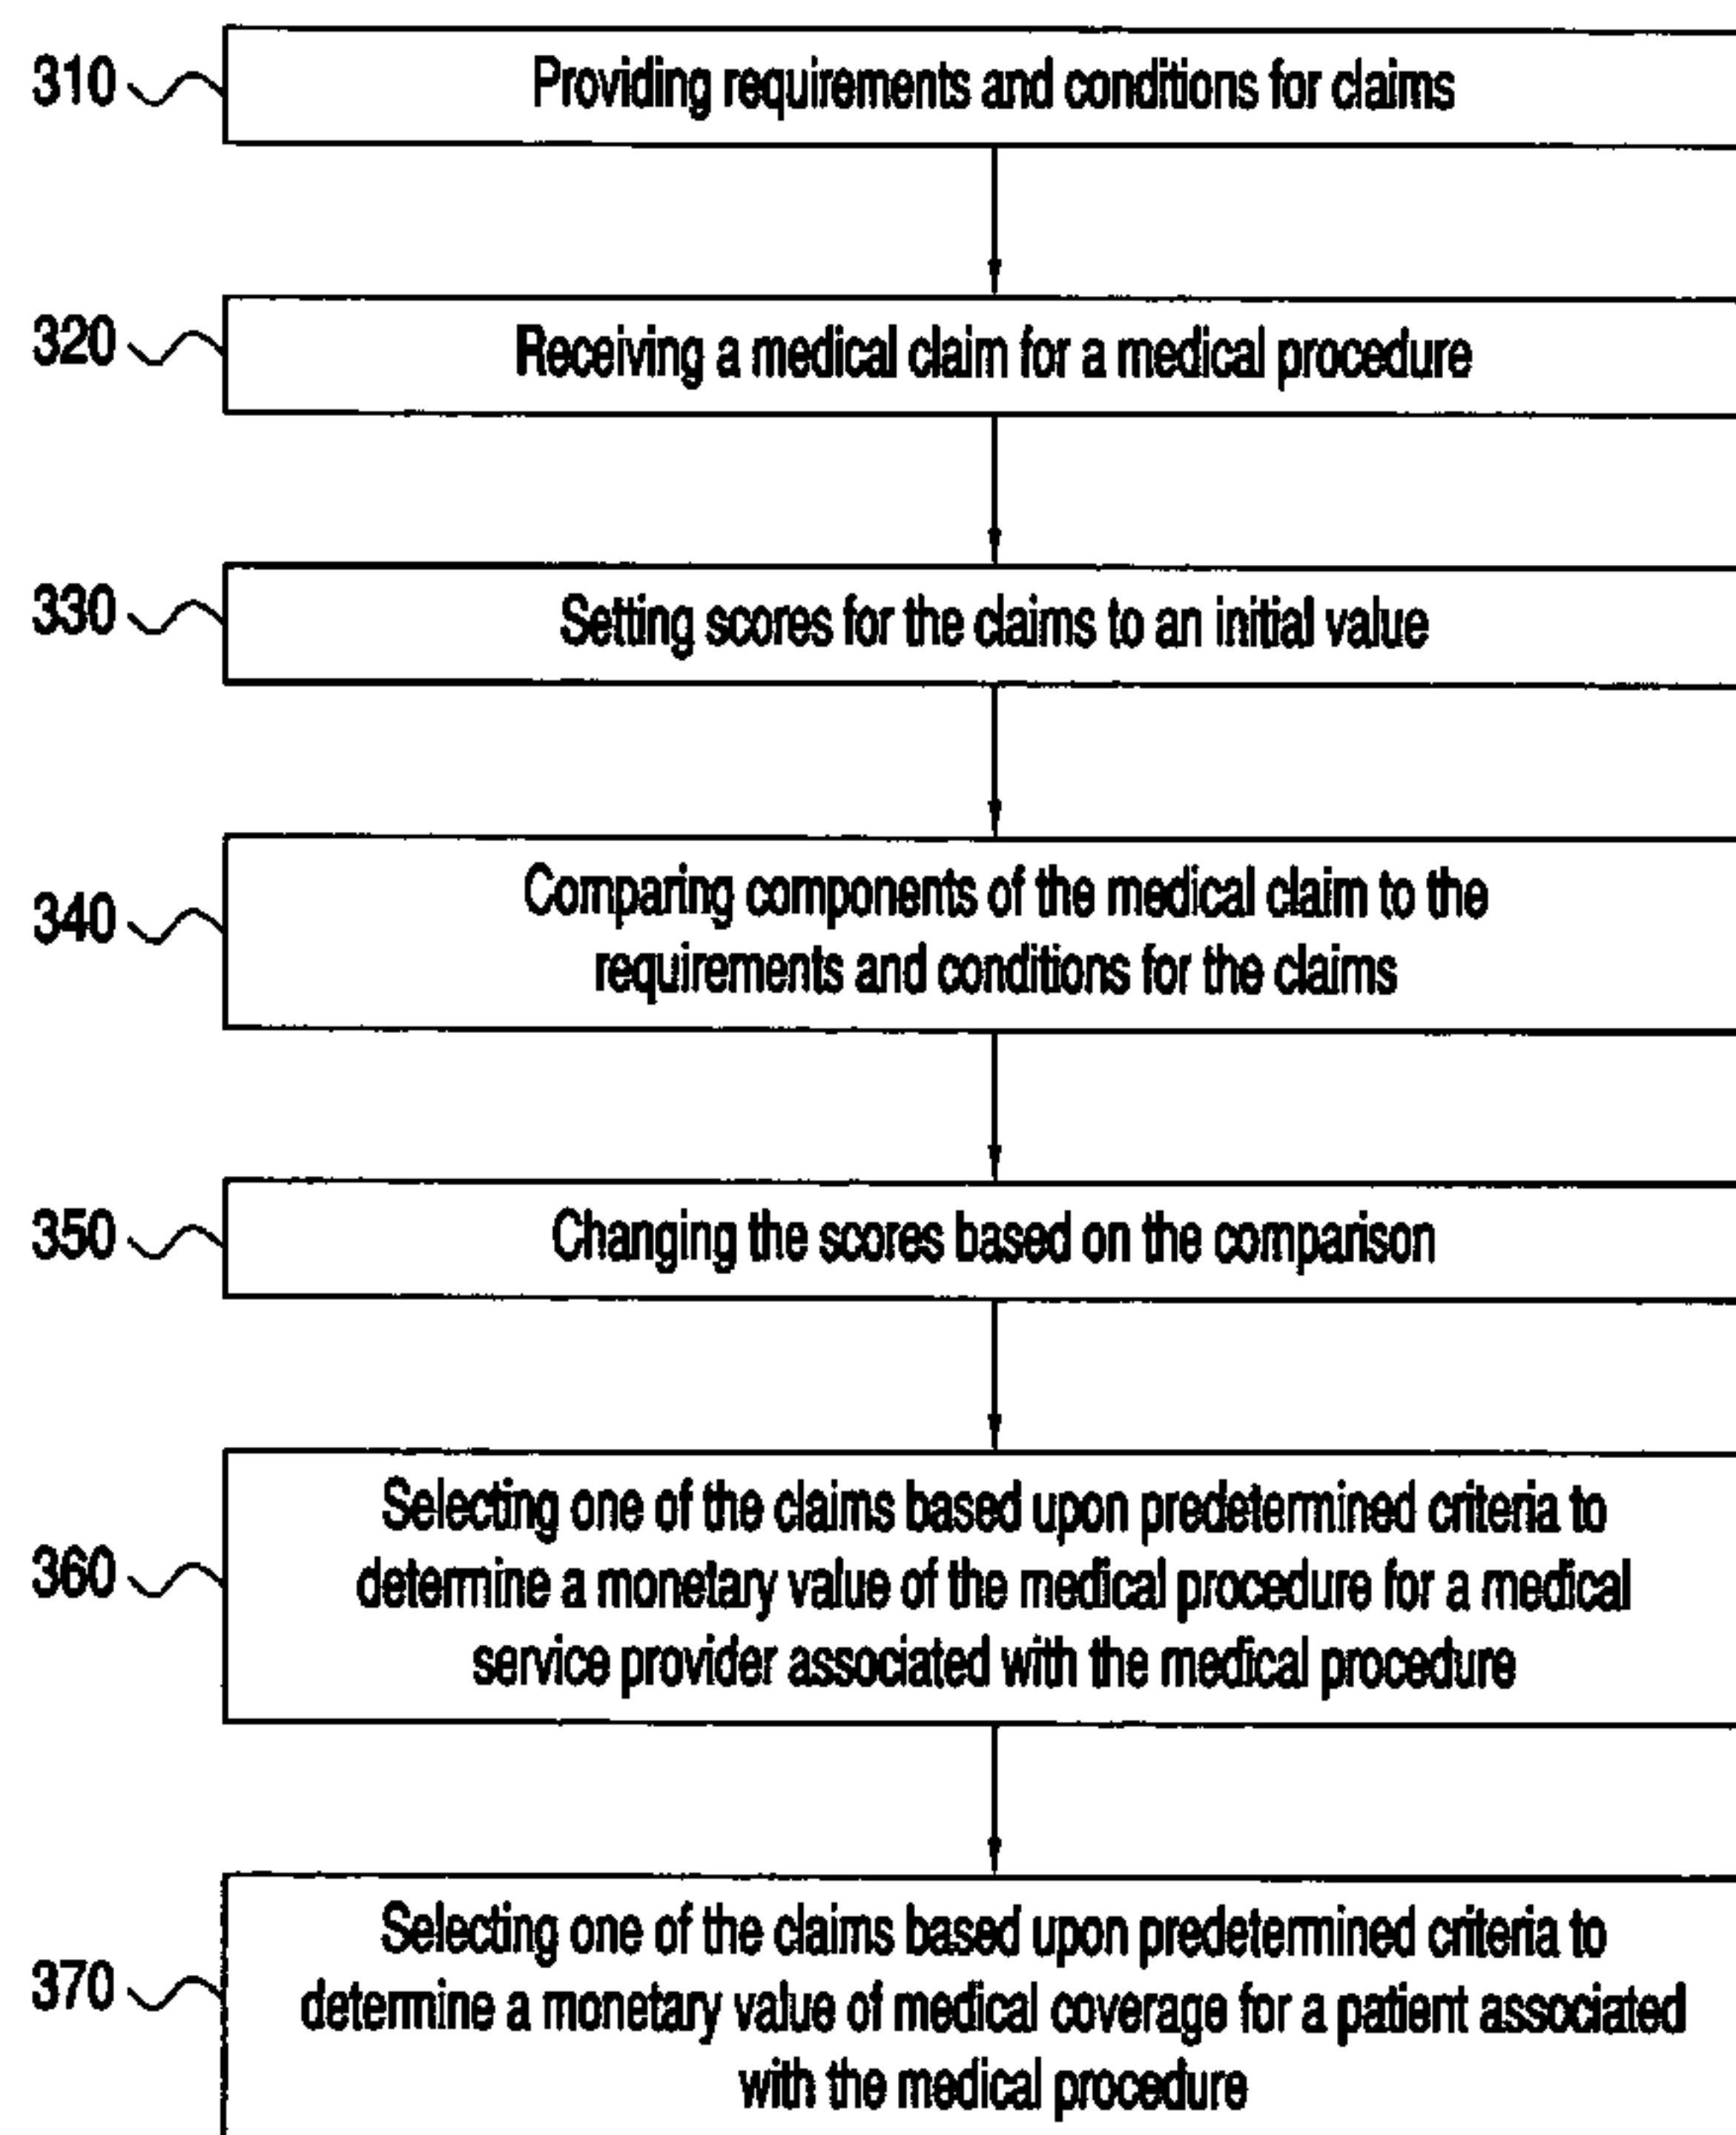 310 Providing requirements and conditions for claims
320 Receiving a medical claim for a medical procedure
330 Setting scores for the claims to an initial value
340 Comparing components of the medical claim to the
requirements and conditions for the claims
350 Changing the scores based on the comparison
360 Selecting one of the claims based upon predetermined criteria to
determine a monetary value of the medical procedure for a medical
service provider associated with the medical procedure
370 Selecting one of the claims based upon predetermined criteria to
determine a monetary value of medical coverage for a patient associated
with the medical procedure